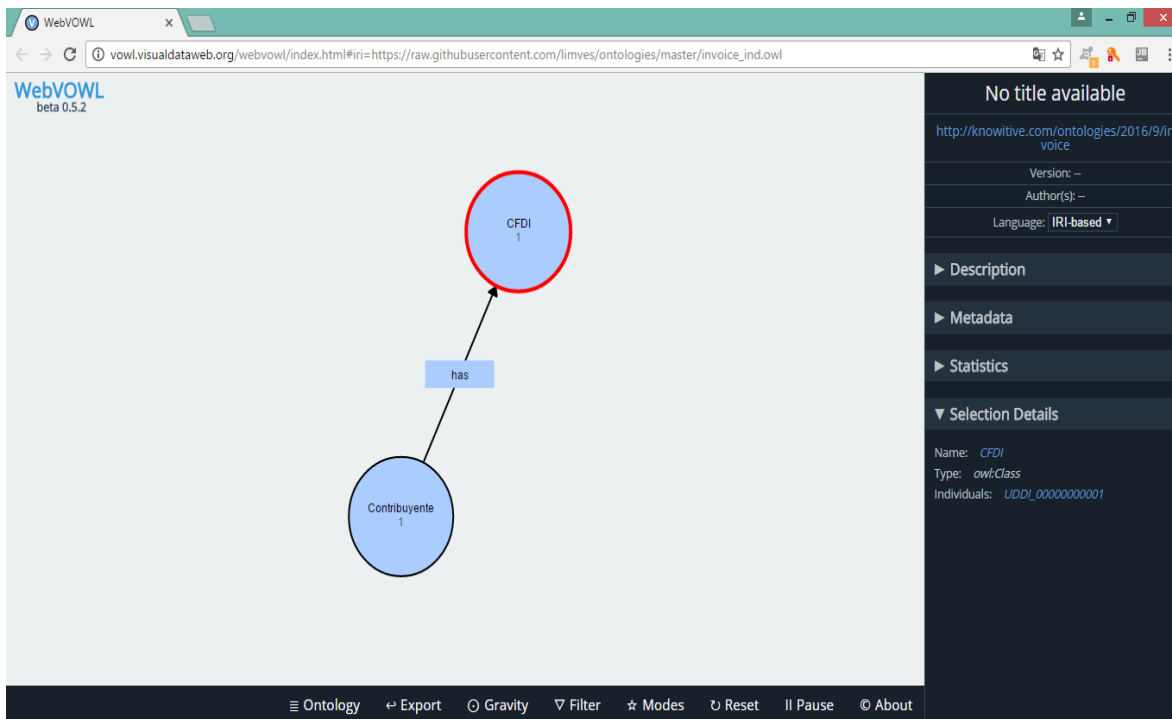 WebVOWL
vowl.visualdataweb.org/webvowl/index.html#iri=https://raw.githubusercontent.com/limves/ontologies/master/invoice_ind.owl
WebVOWL
beta 0.5.2
CFDI
1
has
Contribuyente
1
No title available
http://knowitive.com/ontologies/2016/9/in
voice
Version: --
Author(s): --
Language: IRI-based
Description
Metadata
Statistics
Selection Details
Name: CFDI
Type: owl:Class
Individuals: UDDI_00000000001
Ontology Export Gravity Filter Modes Reset Pause © About